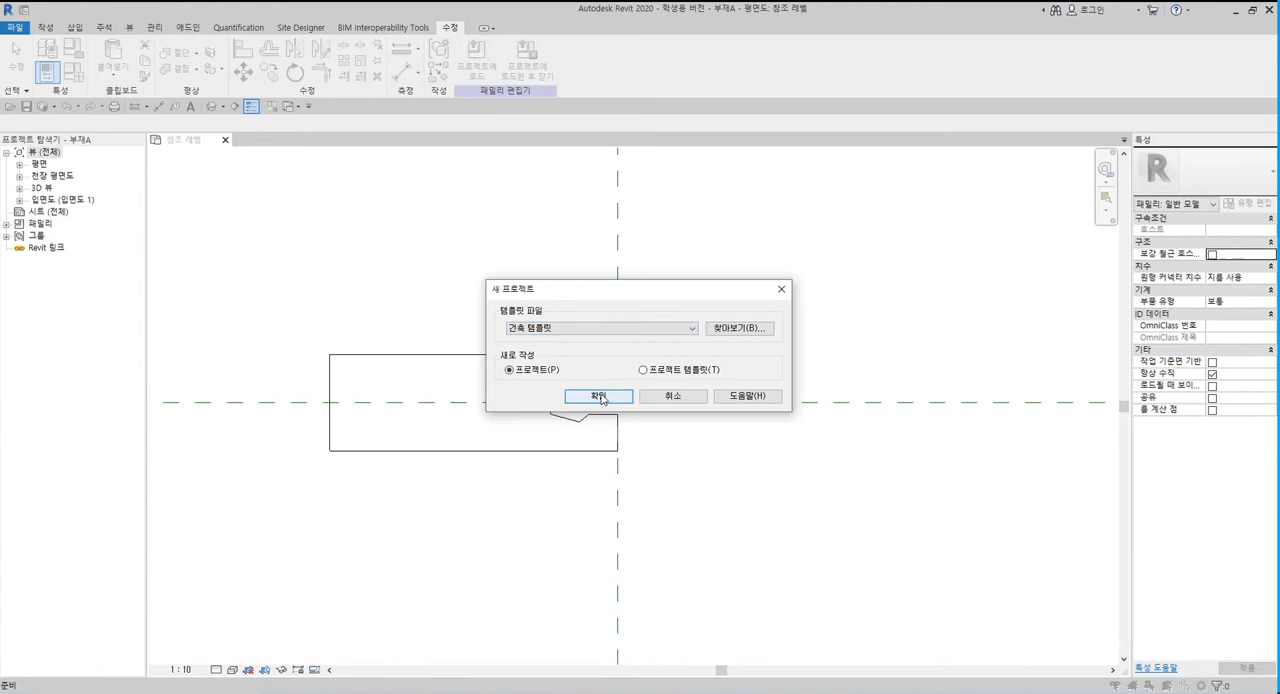 Autodesk Revit 2020 - 학생용 버전 - 부재A - 평면도: 참조 레벨
로그인
파일 작성 삽입 주석 뷰 관리 애드인 Quantification Site Designer BIM Interoperability Tools 수정
수정
붙여넣기
절단
결합
프로젝트에 로드
프로젝트에 로드한 후 닫기
선택 특성 클립보드 형상 수정 측정 작성 패밀리 편집기
프로젝트 탐색기 - 부재A
뷰 (전체)
평면
천장 평면도
3D 뷰
입면도 (입면도 1)
시트 (전체)
패밀리
그룹
Revit 링크
참조 레벨
새 프로젝트
템플릿 파일
건축 템플릿
찾아보기(B)...
새로 작성
프로젝트(P)
프로젝트 템플릿(T)
확인
취소
도움말(H)
특성
R
패밀리: 일반 모델
유형 편집
구속조건
호스트
구조
보강 철근 호스...
치수
원형 커넥터 치수 지름 사용
기계
부품 유형 보통
ID 데이터
OmniClass 번호
OmniClass 제목
기타
작업 기준면 기반
항상 수직
로드될 때 보이...
공유
룸 계산 점
특성 도움말
적용
1 : 10
준비
:0